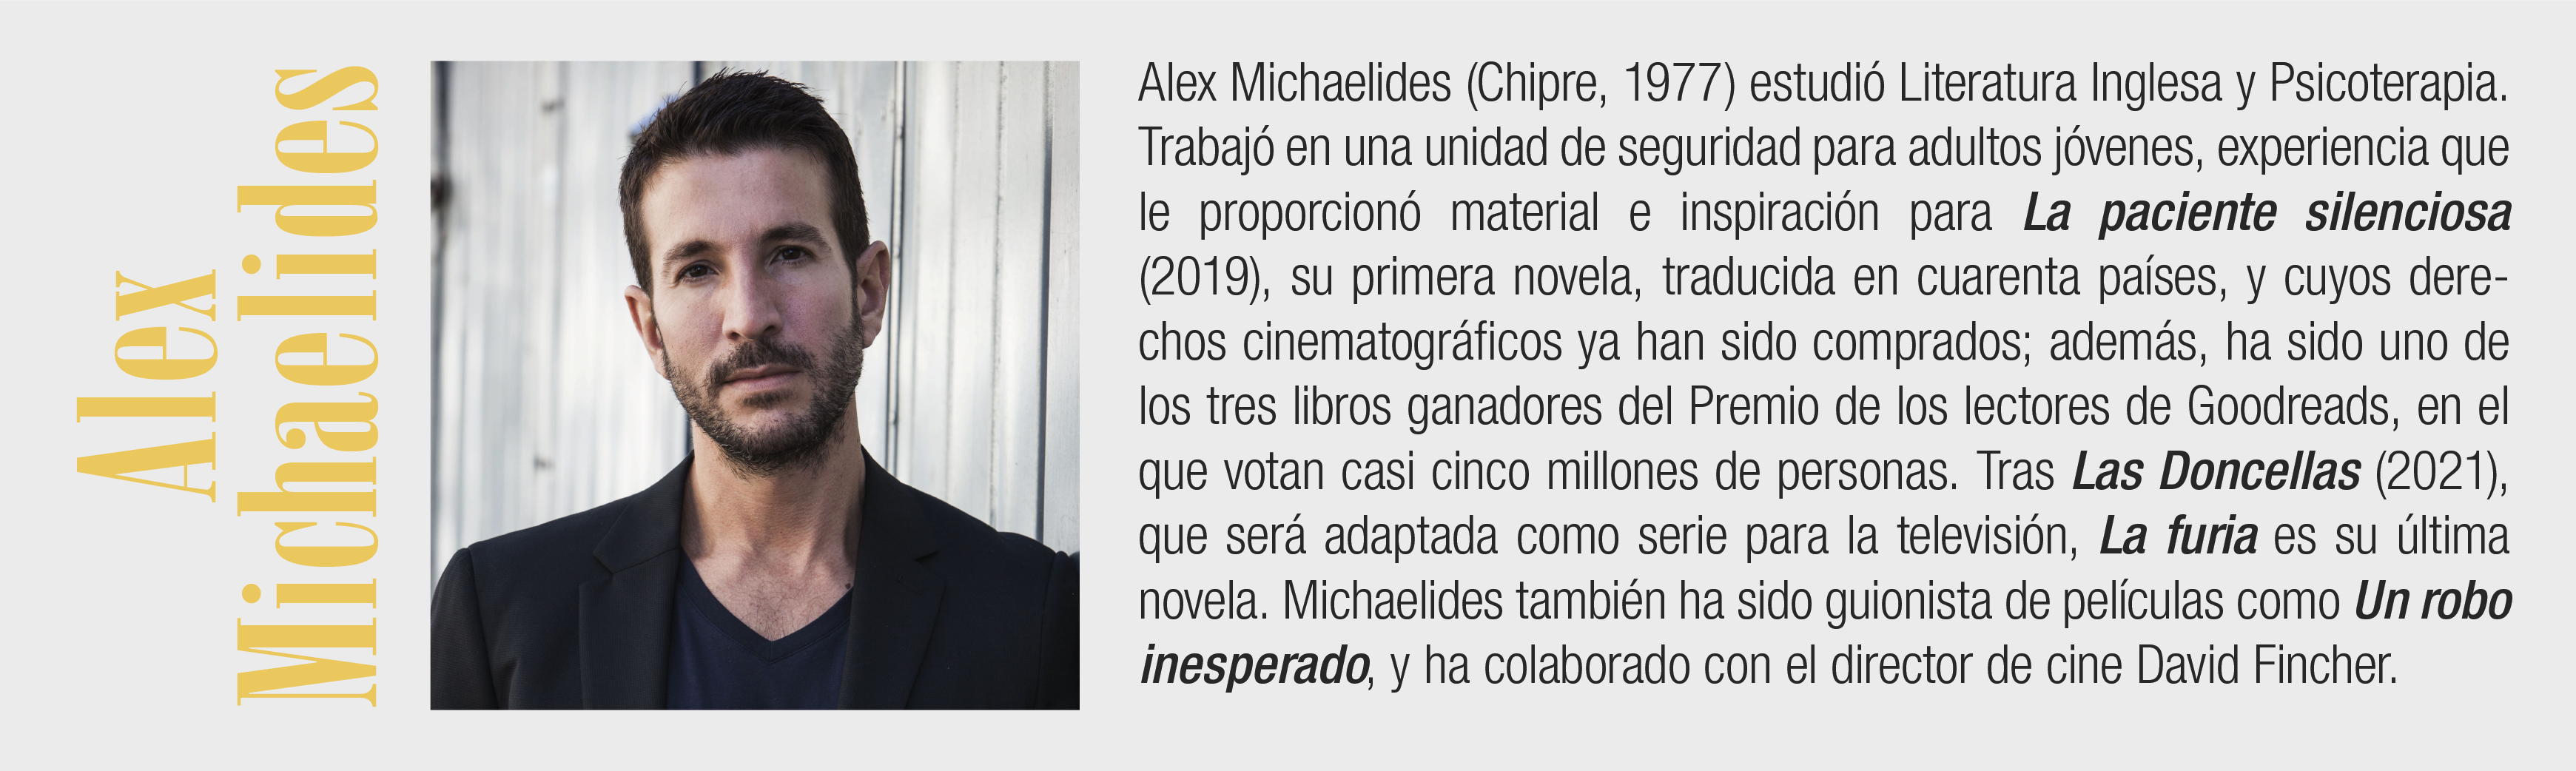 Alex
Michaelides
Alex Michaelides (Chipre, 1977) estudió Literatura Inglesa y Psicoterapia.
Trabajó en una unidad de seguridad para adultos jóvenes, experiencia que
le proporcionó material e inspiración para La paciente silenciosa
(2019), su primera novela, traducida en cuarenta países, y cuyos dere-
chos cinematográficos ya han sido comprados; además, ha sido uno de
los tres libros ganadores del Premio de los lectores de Goodreads, en el
que votan casi cinco millones de personas. Tras Las Doncellas (2021),
que será adaptada como serie para la televisión, La furia es su última
novela. Michaelides también ha sido guionista de películas como Un robo
inesperado, y ha colaborado con el director de cine David Fincher.